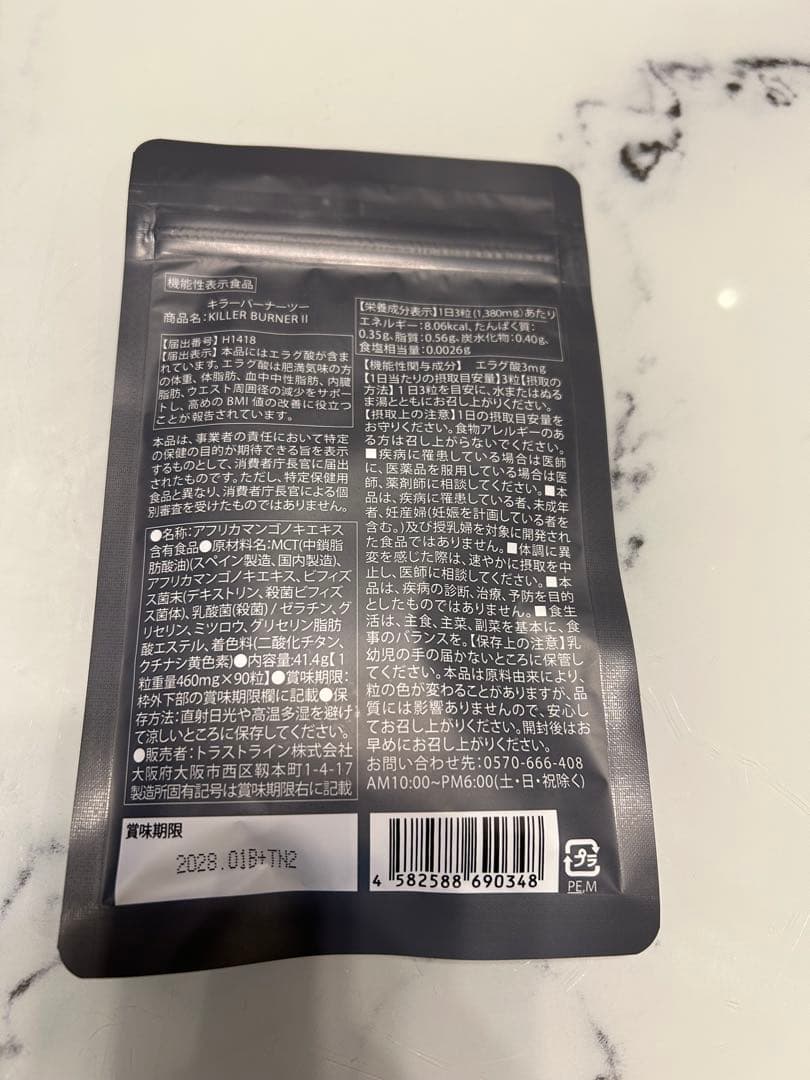 機能性表示食品
キラーバーナーツー
商品名:KILLER BURNER II
【届出番号】H1418
【届出表示】本品にはエラグ酸が含ま
れています。エラグ酸は肥満気味の方
の体重、体脂肪、血中中性脂肪、内臓
脂肪、ウエスト周囲径の減少をサポー
トし、高めのBMI値の改善に役立つ
ことが報告されています。
本品は、事業者の責任において特定
の保健の目的が期待できる旨を表示
するものとして、消費者庁長官に届出
されたものです。ただし、特定保健用
食品と異なり、消費者庁長官による個
別審査を受けたものではありません。
●名称:アフリカマンゴノキエキス
含有食品●原材料名:MCT(中鎖脂
肪酸油)(スペイン製造、国内製造)、
アフリカマンゴノキエキス、ビフィズ
ス菌末(デキストリン、殺菌ビフィズ
ス菌体)、乳酸菌(殺菌) / ゼラチン、グ
リセリン、ミツロウ、グリセリン脂肪
酸エステル、着色料(二酸化チタン、
クチナシ黄色素)●内容量:41.4g【1
粒重量460mg×90粒】●賞味期限:
枠外下部の賞味期限欄に記載●保
存方法:直射日光や高温多湿を避け
て涼しいところに保存してください。
●販売者:トラストライン株式会社
大阪府大阪市西区靱本町1-4-17
製造所固有記号は賞味期限右に記載
【栄養成分表示】1日3粒(1,380mg)あたり
エネルギー:8.06kcal、たんぱく質:
0.35g、脂質:0.56g、炭水化物:0.40g、
食塩相当量:0.0026g
【機能性関与成分】 エラグ酸3mg
【1日当たりの摂取目安量】3粒【摂取の
方法】1日3粒を目安に、水またはぬる
ま湯とともにお召し上がりください。
【摂取上の注意】1日の摂取目安量を
お守りください。食物アレルギーのあ
る方は召し上がらないでください。
■疾病に罹患している場合は医師
に、医薬品を服用している場合は医
師、薬剤師に相談してください。■本
品は、疾病に罹患している者、未成年
者、妊産婦(妊娠を計画している者を
含む。)及び授乳婦を対象に開発され
た食品ではありません。■体調に異
変を感じた際は、速やかに摂取を中
止し、医師に相談してください。■本
品は、疾病の診断、治療、予防を目的
としたものではありません。■食生
活は、主食、主菜、副菜を基本に、食
事のバランスを。【保存上の注意】乳
幼児の手の届かないところに保管し
てください。本品は原料由来により、
粒の色が変わることがありますが、品
質には影響ありませんので、安心し
てお召し上がりください。開封後はお
早めにお召し上がりください。
お問い合わせ先:0570-666-408
AM10:00~PM6:00(土・日・祝除く)
賞味期限
2028.01B+TN2
4 582588 690348
プラ
PE,M